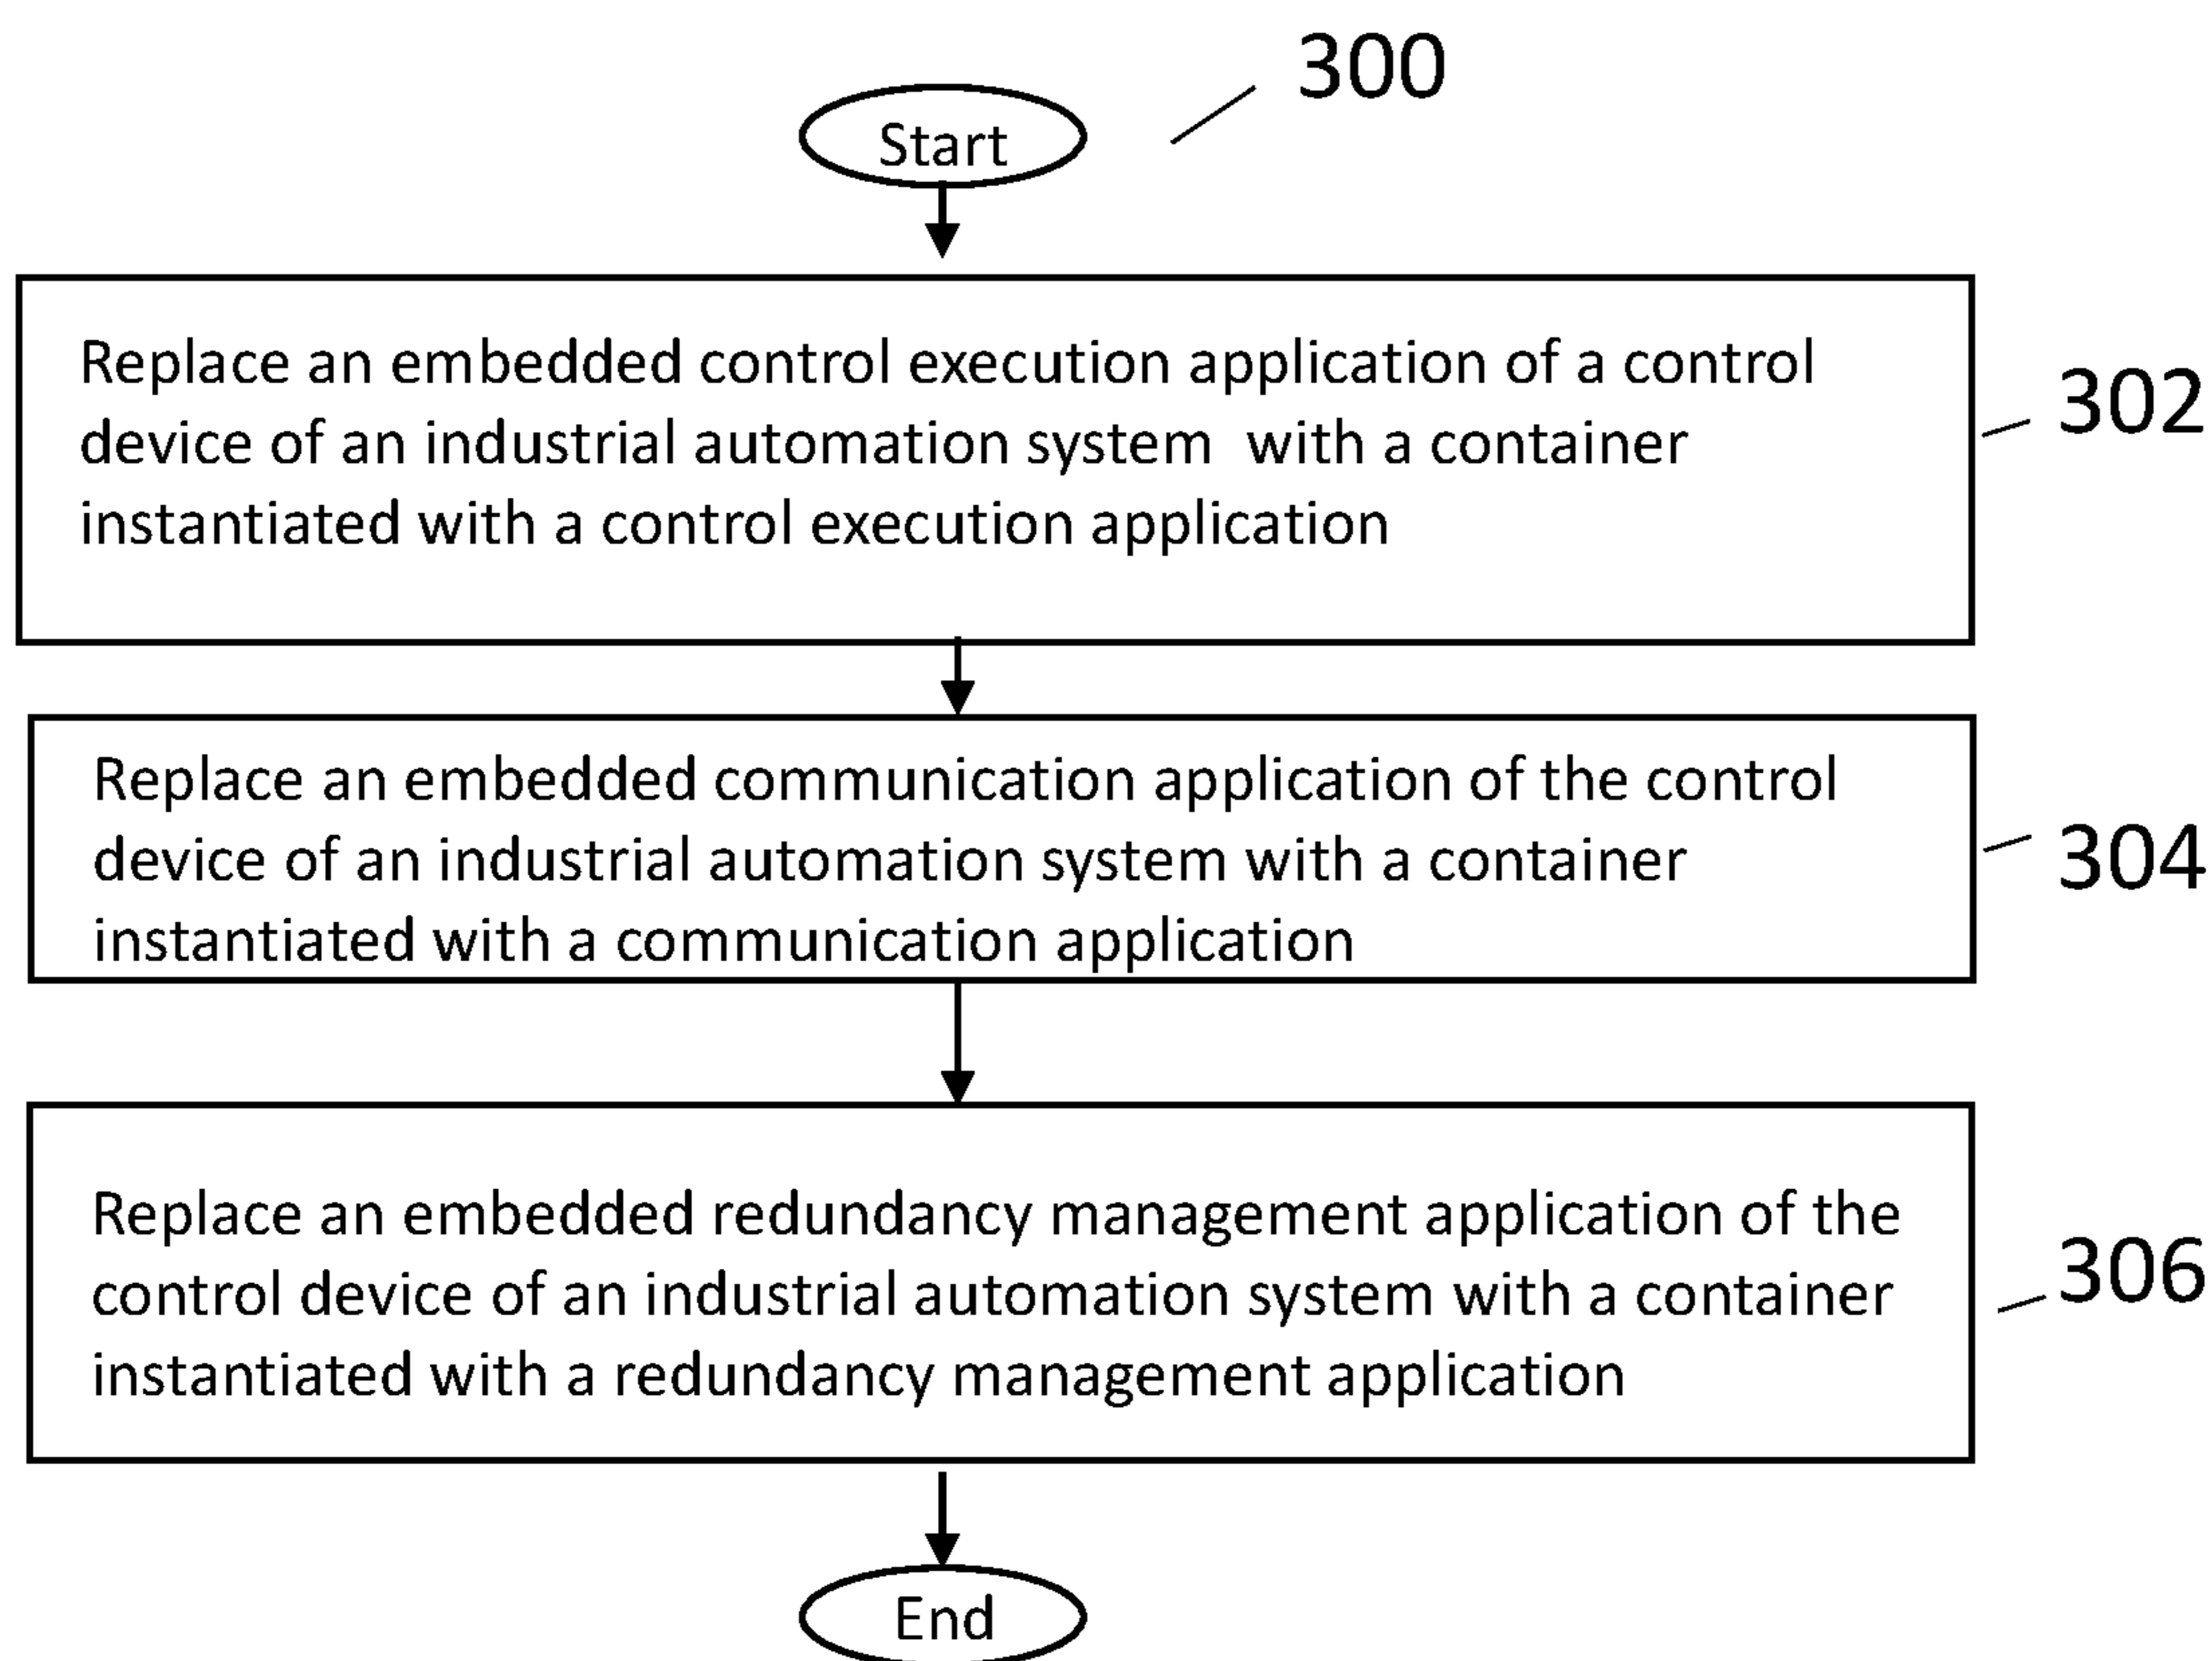 300
Start
Replace an embedded control execution application of a control
device of an industrial automation system  with a container
instantiated with a control execution application
302
Replace an embedded communication application of the control
device of an industrial automation system with a container
instantiated with a communication application
304
Replace an embedded redundancy management application of the
control device of an industrial automation system with a container
instantiated with a redundancy management application
306
End